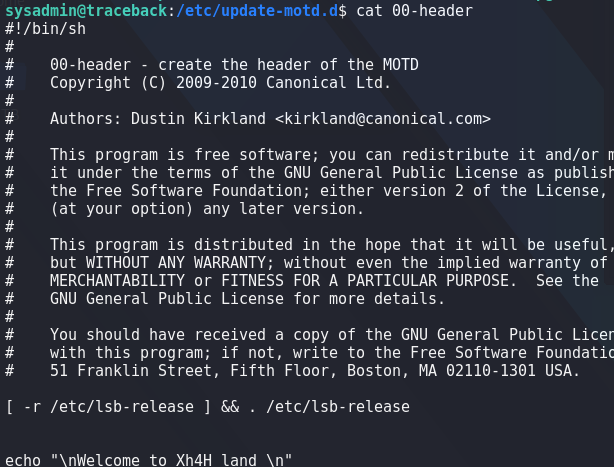 sysadmin@traceback:/etc/update-motd.d$ cat 00-header
#!/bin/sh
#
#    00-header - create the header of the MOTD
#    Copyright (C) 2009-2010 Canonical Ltd.
#
#    Authors: Dustin Kirkland <kirkland@canonical.com>
#
#    This program is free software; you can redistribute it and/or m
#    it under the terms of the GNU General Public License as publish
#    the Free Software Foundation; either version 2 of the License,
#    (at your option) any later version.
#
#    This program is distributed in the hope that it will be useful,
#    but WITHOUT ANY WARRANTY; without even the implied warranty of
#    MERCHANTABILITY or FITNESS FOR A PARTICULAR PURPOSE.  See the
#    GNU General Public License for more details.
#
#    You should have received a copy of the GNU General Public Licen
#    with this program; if not, write to the Free Software Foundatio
#    51 Franklin Street, Fifth Floor, Boston, MA 02110-1301 USA.
[ -r /etc/lsb-release ] && . /etc/lsb-release
echo "\nWelcome to Xh4H land \n"